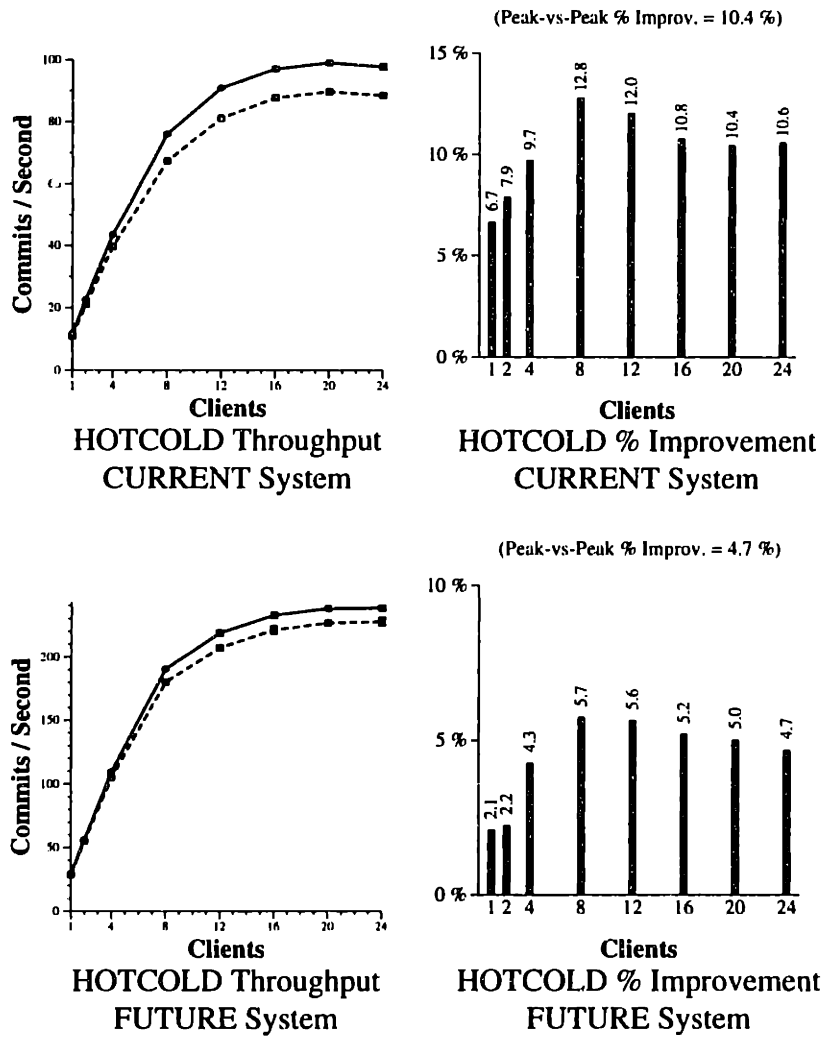 (Peak-vs-Peak % Improv. = 10.4 %)
Commits / Second
100
80
40
20
0
1 4 8 12 16 20 24
Clients
HOTCOLD Throughput
CURRENT System
15 %
10 %
5 %
0 %
6.7 7.9 9.7 12.8 12.0 10.8 10.4 10.6
1 2 4 8 12 16 20 24
Clients
HOTCOLD % Improvement
CURRENT System
(Peak-vs-Peak % Improv. = 4.7 %)
Commits / Second
200
150
100
50
0
1 4 8 12 16 20 24
Clients
HOTCOLD Throughput
FUTURE System
10 %
5 %
0 %
2.1 2.2 4.3 5.7 5.6 5.2 5.0 4.7
1 2 4 8 12 16 20 24
Clients
HOTCOLD % Improvement
FUTURE System